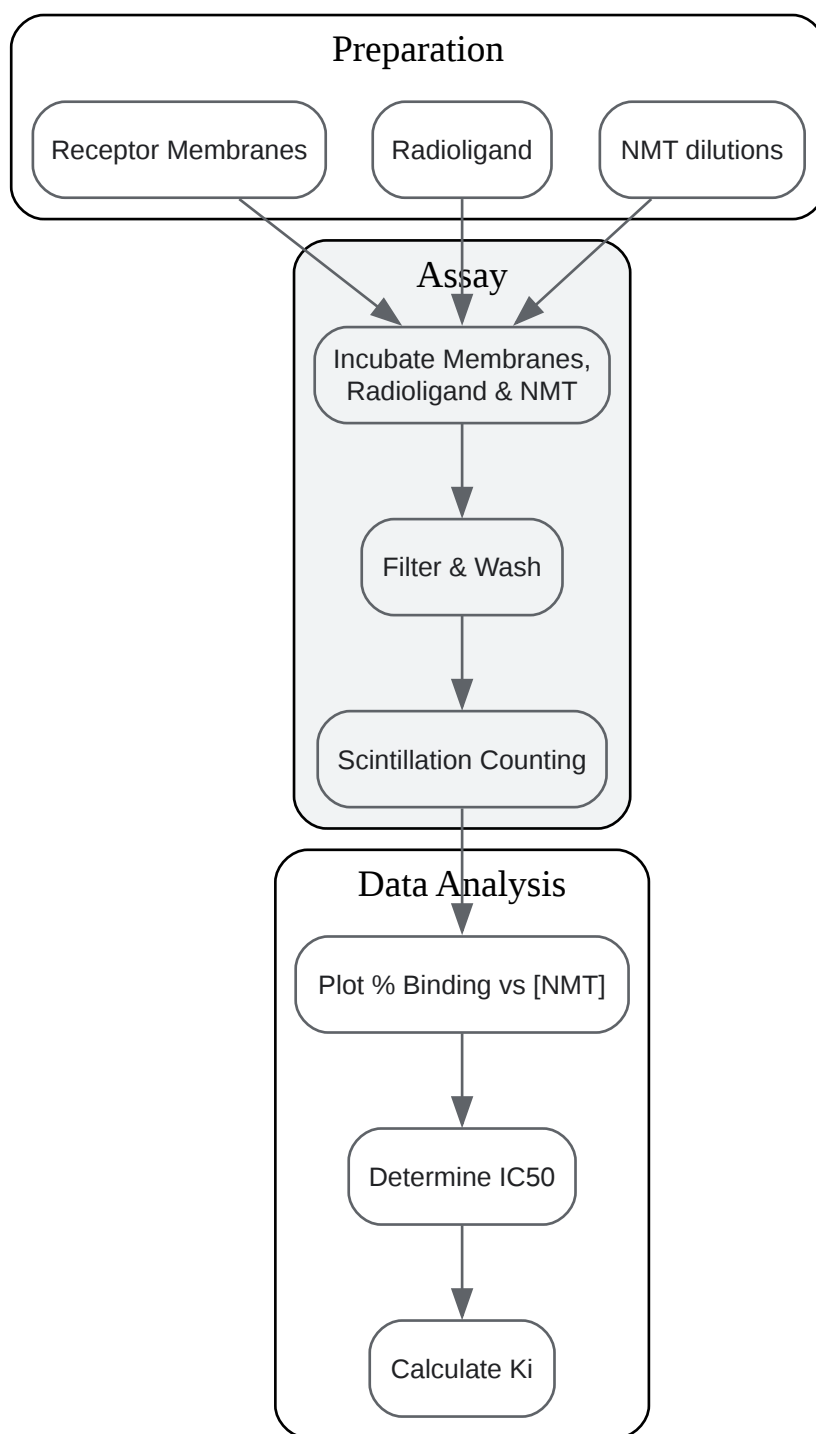 Preparation
Receptor Membranes
Radioligand
NMT dilutions
Assay
Incubate Membranes,
Radioligand & NMT
Filter & Wash
Scintillation Counting
Data Analysis
Plot % Binding vs [NMT]
Determine IC50
Calculate Ki